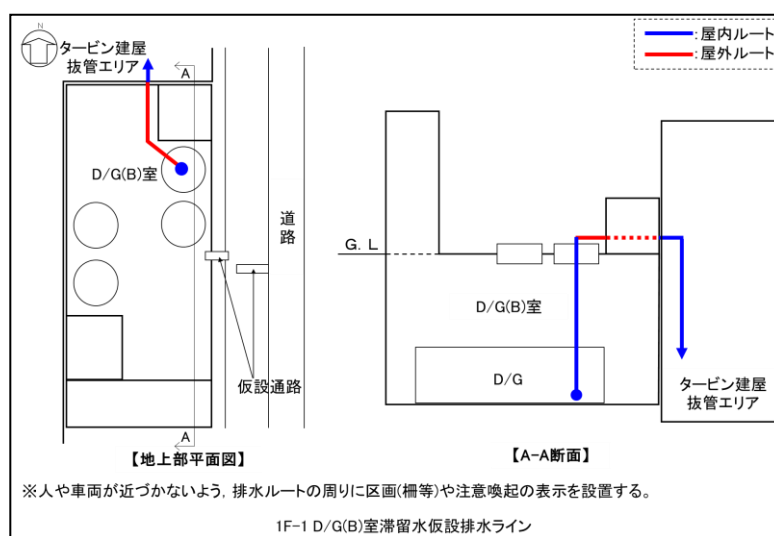 N
タービン建屋
抜管エリア
A
:屋内ルート
:屋外ルート
D/G(B)室
道
路
G. L
D/G(B)室
D/G
仮設通路
タービン建屋
抜管エリア
A
【地上部平面図】
【A-A断面】
※人や車両が近づかないよう, 排水ルートの周りに区画(柵等)や注意喚起の表示を設置する。
1F-1 D/G(B)室滞留水仮設排水ライン